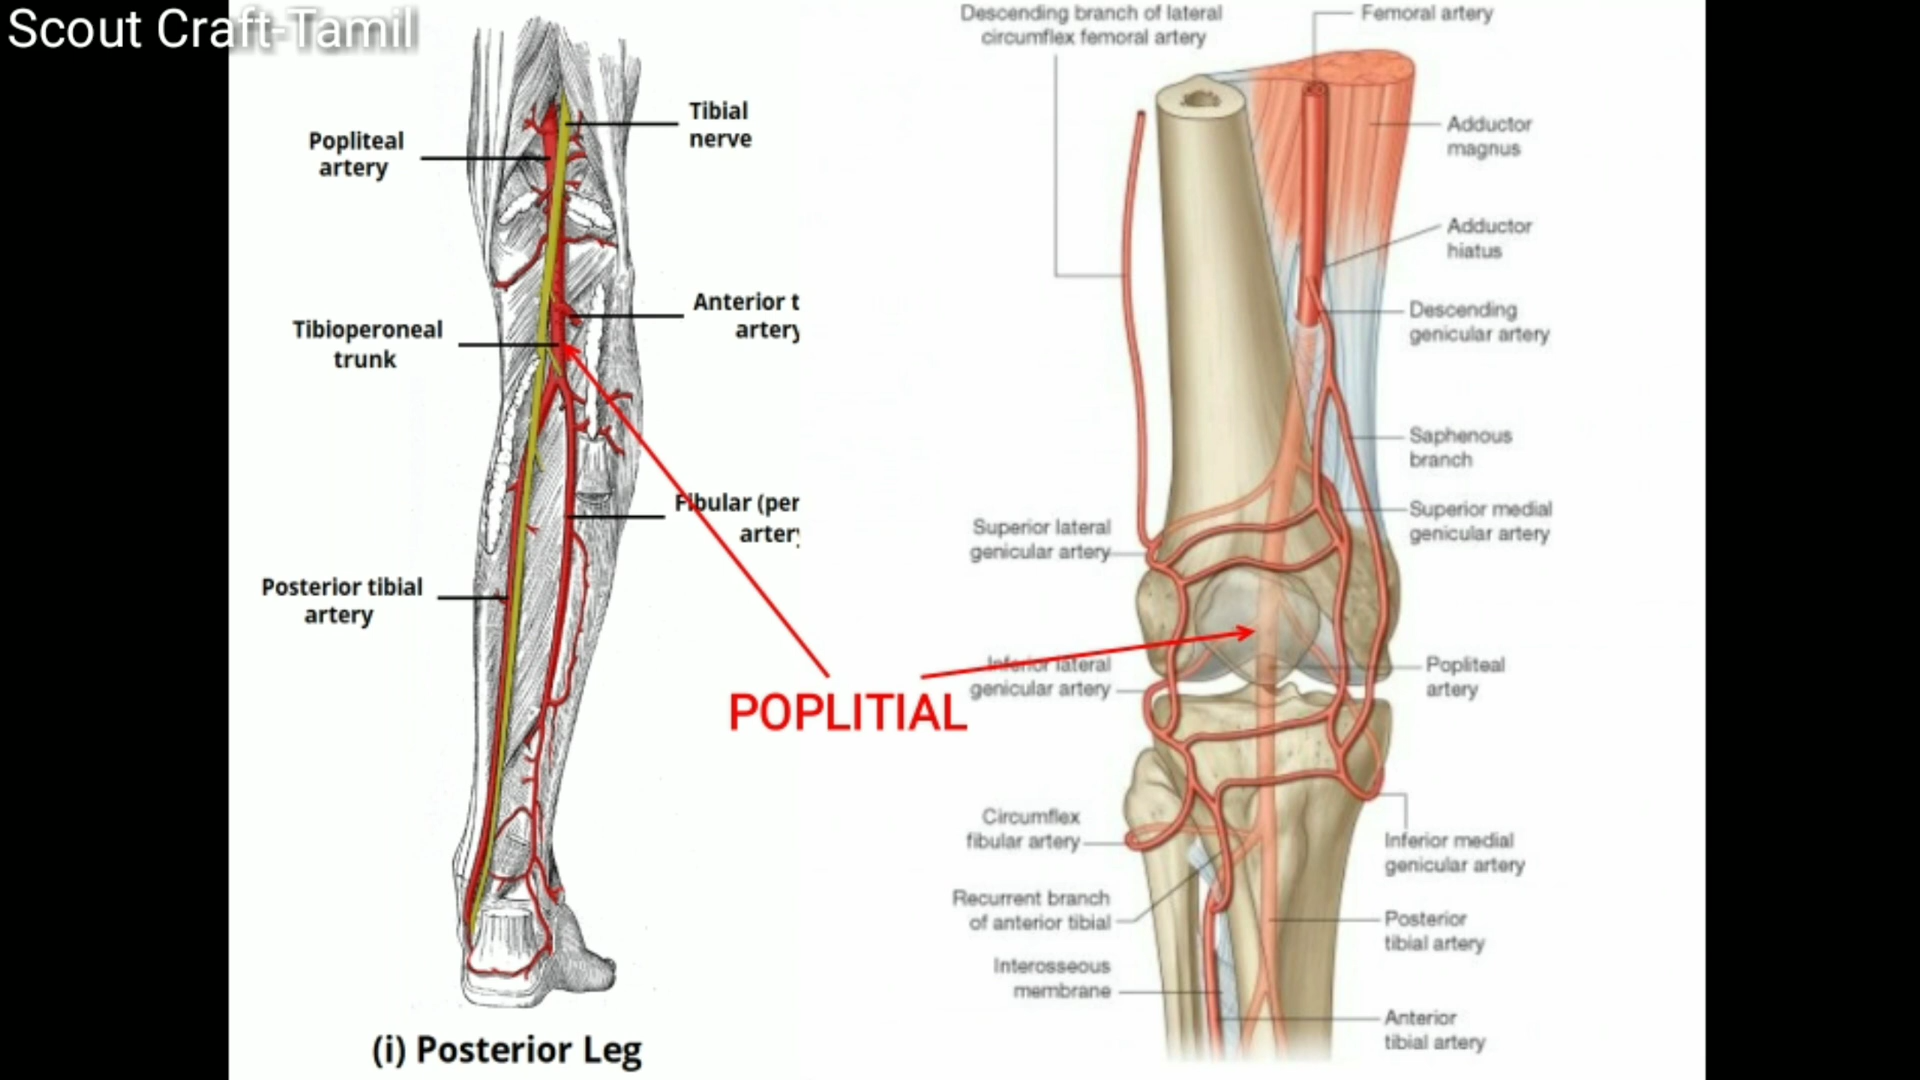 Scout Craft-Tamil
Popliteal
artery
Tibial
nerve
Anterior t
artery
Tibioperoneal
trunk
Fibular (per
artery
Posterior tibial
artery
(i) Posterior Leg
POPLITIAL
Descending branch of lateral
circumflex femoral artery
Femoral artery
Adductor
magnus
Adductor
hiatus
Descending
genicular artery
Saphenous
branch
Superior medial
genicular artery
Superior lateral
genicular artery
Inferior lateral
genicular artery
Popliteal
artery
Circumflex
fibular artery
Inferior medial
genicular artery
Recurrent branch
of anterior tibial
Posterior
tibial artery
Interosseous
membrane
Anterior
tibial artery